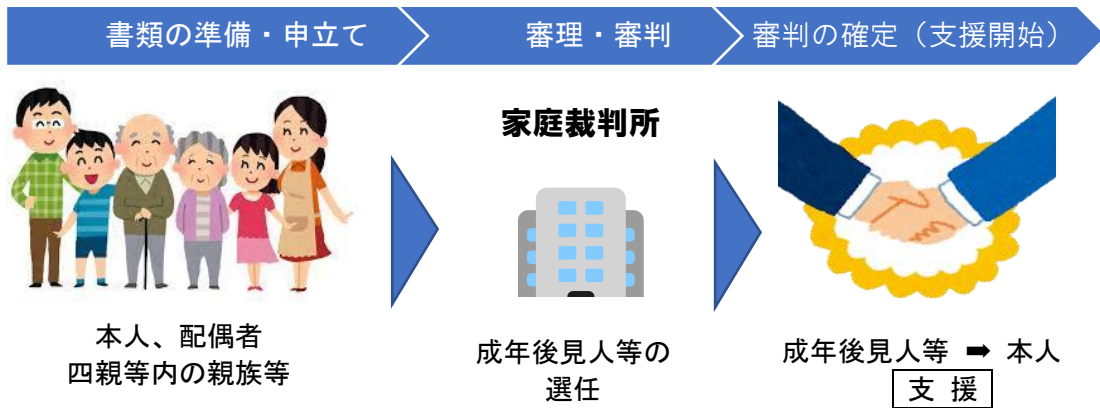 書類の準備・申立て
審理・審判
審判の確定（支援開始）
家庭裁判所
本人、配偶者
四親等内の親族等
成年後見人等の
選任
成年後見人等 ➡ 本人
支 援